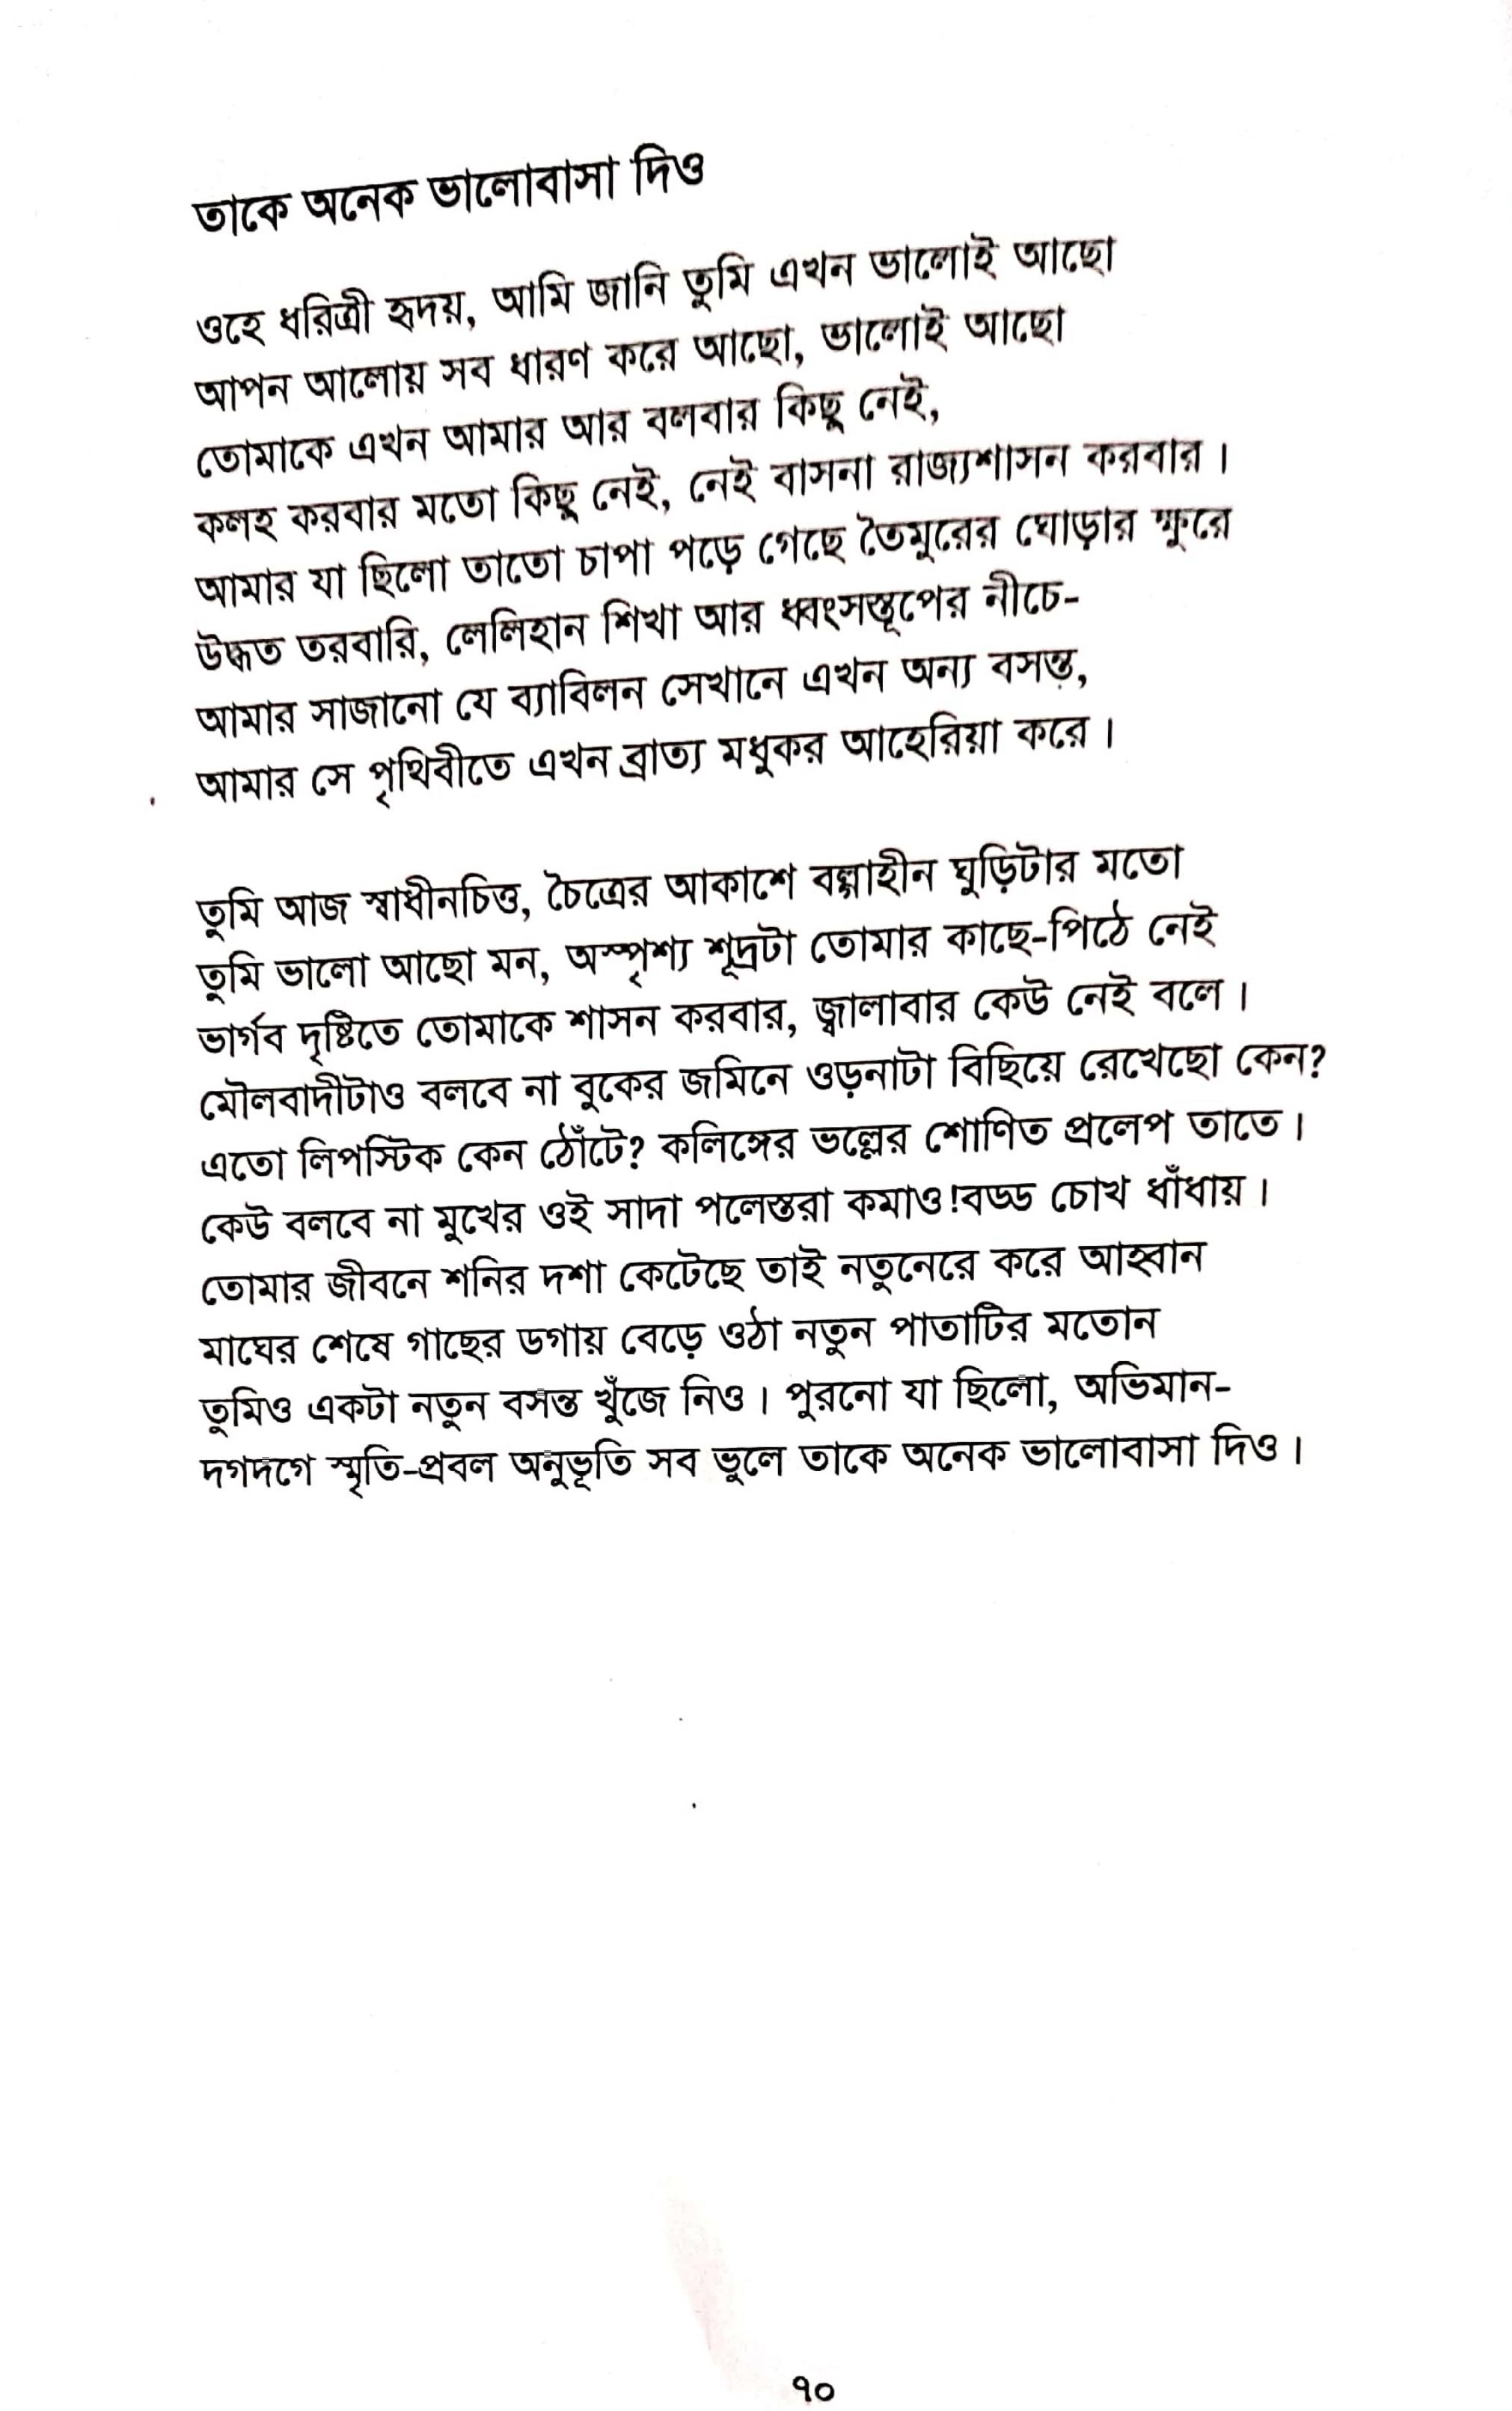 তাকে অনেক ভালোবাসা দিও
ওহে ধরিত্রী হৃদয়, আমি জানি তুমি এখন ভালোই আছো
আপন আলোয় সব ধারণ করে আছো, ভালোই আছো
তোমাকে এখন আমার আর বলবার কিছু নেই,
কলহ করবার মতো কিছু নেই, নেই বাসনা রাজ্যশাসন করবার।
আমার যা ছিলো তাতো চাপা পড়ে গেছে তৈমুরের ঘোড়ার ক্ষুরে
উদ্ধত তরবারি, লেলিহান শিখা আর ধ্বংসস্তূপের নীচে-
আমার সাজানো যে ব্যাবিলন সেখানে এখন অন্য বসন্ত,
আমার সে পৃথিবীতে এখন ব্রাত্য মধুকর আহেরিয়া করে।
তুমি আজ স্বাধীনচিত্ত, চৈত্রের আকাশে বল্গাহীন ঘুড়িটার মতো
তুমি ভালো আছো মন, অস্পৃশ্য শূদ্রটা তোমার কাছে-পিঠে নেই
ভার্গব দৃষ্টিতে তোমাকে শাসন করবার, জ্বালাবার কেউ নেই বলে।
মৌলবাদীটাও বলবে না বুকের জমিনে ওড়নাটা বিছিয়ে রেখেছো কেন?
এতো লিপস্টিক কেন ঠোঁটে? কলিঙ্গের ভল্লের শোণিত প্রলেপ তাতে।
কেউ বলবে না মুখের ওই সাদা পলেস্তরা কমাও!বড্ড চোখ ধাঁধায়।
তোমার জীবনে শনির দশা কেটেছে তাই নতুনেরে করে আহ্বান
মাঘের শেষে গাছের ডগায় বেড়ে ওঠা নতুন পাতাটির মতোন
তুমিও একটা নতুন বসন্ত খুঁজে নিও। পুরনো যা ছিলো, অভিমান-
দগদগে স্মৃতি-প্রবল অনুভূতি সব ভুলে তাকে অনেক ভালোবাসা দিও।
৭০